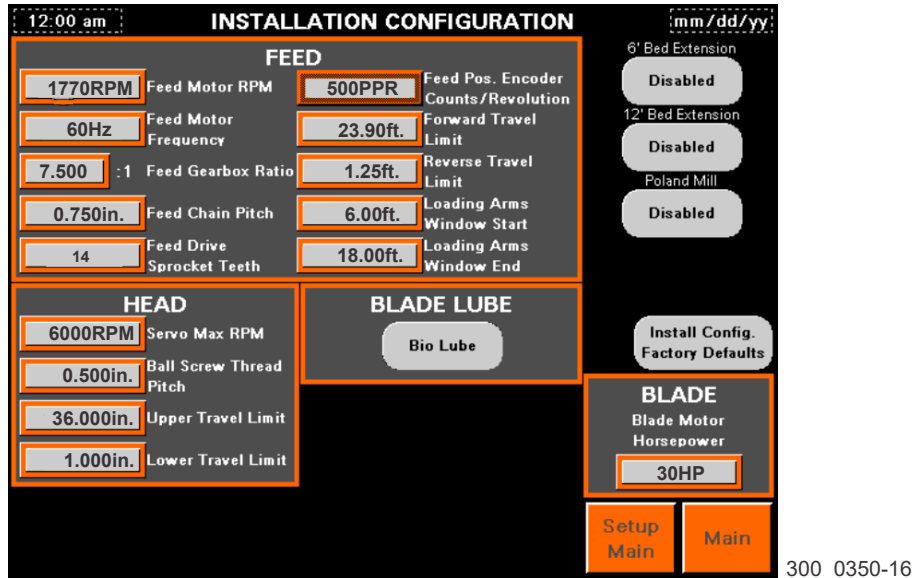 12:00 am
INSTALLATION CONFIGURATION
mm/dd/yy
FEED
1770RPM Feed Motor RPM
60Hz Feed Motor
Frequency
7.500 :1 Feed Gearbox Ratio
0.750in. Feed Chain Pitch
14 Feed Drive
Sprocket Teeth
500PPR Feed Pos. Encoder
Counts/Revolution
23.90ft. Forward Travel
Limit
1.25ft. Reverse Travel
Limit
6.00ft. Loading Arms
Window Start
18.00ft. Loading Arms
Window End
6' Bed Extension
Disabled
12' Bed Extension
Disabled
Poland Mill
Disabled
HEAD
6000RPM Servo Max RPM
0.500in. Ball Screw Thread
Pitch
36.000in. Upper Travel Limit
1.000in. Lower Travel Limit
BLADE LUBE
Bio Lube
Install Config.
Factory Defaults
BLADE
Blade Motor
Horsepower
30HP
Setup
Main
Main
300 0350-16